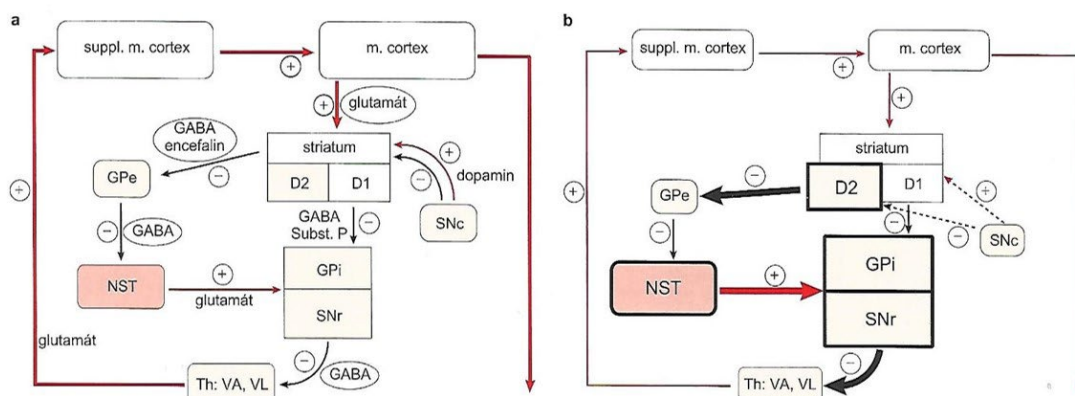 a
suppl. m. cortex
m. cortex
+
+
glutamát
GABA
encefalin
striatum
+
−
dopamin
+
GPe
D2
D1
−
SNc
−
GABA
GABA
Subst. P
−
NST
+
glutamát
GPi
SNr
glutamát
−
GABA
Th: VA, VL
b
suppl. m. cortex
m. cortex
+
+
striatum
−
D2
D1
+
GPe
−
−
SNc
+
−
GPi
NST
+
SNr
−
Th: VA, VL